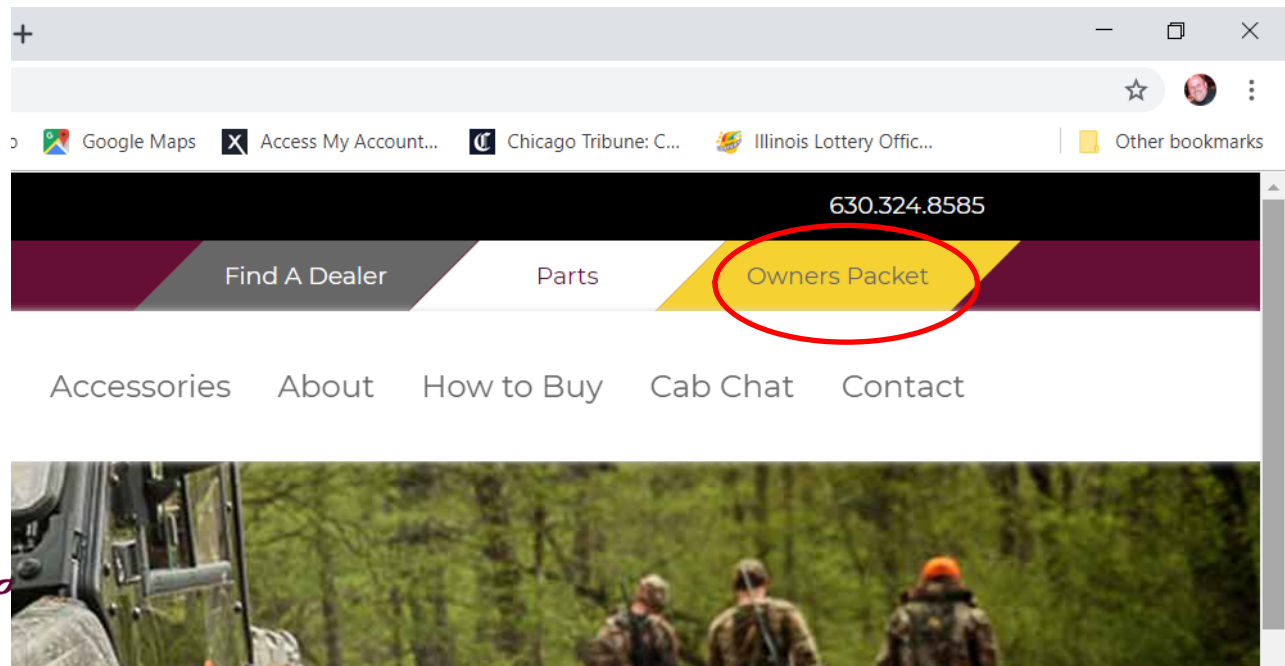 Google Maps Access My Account... Chicago Tribune: C... Illinois Lottery Offic... Other bookmarks
630.324.8585
Find A Dealer Parts Owners Packet
Accessories About How to Buy Cab Chat Contact